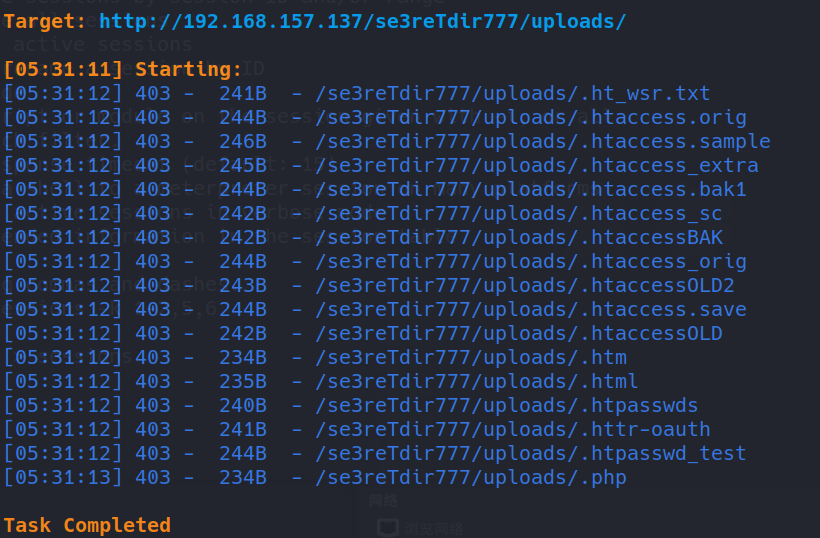 Target: http://192.168.157.137/se3reTdir777/uploads/
[05:31:11] Starting:
[05:31:12] 403 -  241B  - /se3reTdir777/uploads/.ht_wsr.txt
[05:31:12] 403 -  244B  - /se3reTdir777/uploads/.htaccess.orig
[05:31:12] 403 -  246B  - /se3reTdir777/uploads/.htaccess.sample
[05:31:12] 403 -  245B  - /se3reTdir777/uploads/.htaccess_extra
[05:31:12] 403 -  244B  - /se3reTdir777/uploads/.htaccess.bak1
[05:31:12] 403 -  242B  - /se3reTdir777/uploads/.htaccess_sc
[05:31:12] 403 -  242B  - /se3reTdir777/uploads/.htaccessBAK
[05:31:12] 403 -  244B  - /se3reTdir777/uploads/.htaccess_orig
[05:31:12] 403 -  243B  - /se3reTdir777/uploads/.htaccessOLD2
[05:31:12] 403 -  244B  - /se3reTdir777/uploads/.htaccess.save
[05:31:12] 403 -  242B  - /se3reTdir777/uploads/.htaccessOLD
[05:31:12] 403 -  234B  - /se3reTdir777/uploads/.htm
[05:31:12] 403 -  235B  - /se3reTdir777/uploads/.html
[05:31:12] 403 -  240B  - /se3reTdir777/uploads/.htpasswds
[05:31:12] 403 -  241B  - /se3reTdir777/uploads/.httr-oauth
[05:31:12] 403 -  244B  - /se3reTdir777/uploads/.htpasswd_test
[05:31:13] 403 -  234B  - /se3reTdir777/uploads/.php
网络
浏览网络
Task Completed